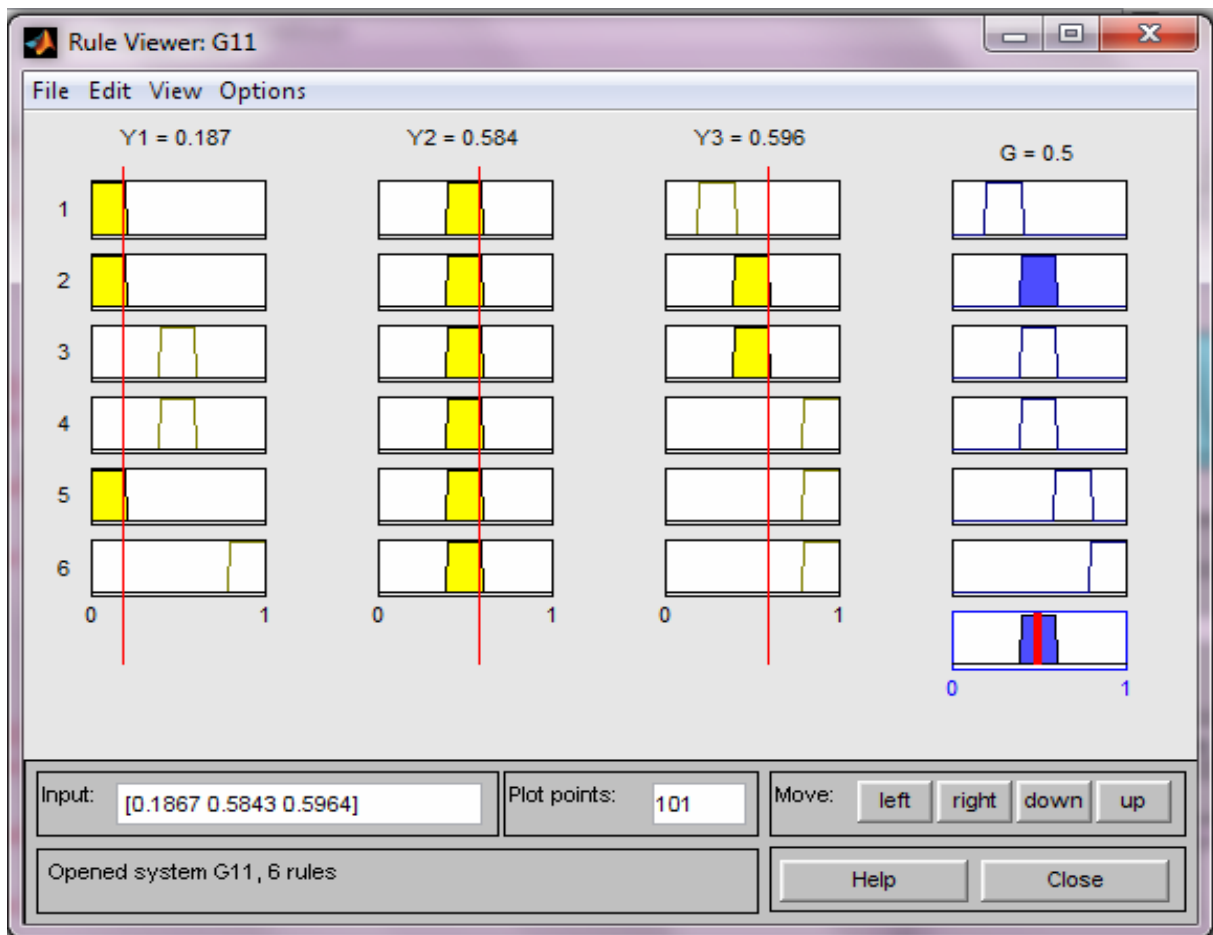 Rule Viewer: G11
File Edit View Options
Y1 = 0.187 Y2 = 0.584 Y3 = 0.596 G = 0.5
1
2
3
4
5
6
0 1 0 1 0 1
0 1
Input: [0.1867 0.5843 0.5964] Plot points: 101 Move: left right down up
Opened system G11, 6 rules Help Close